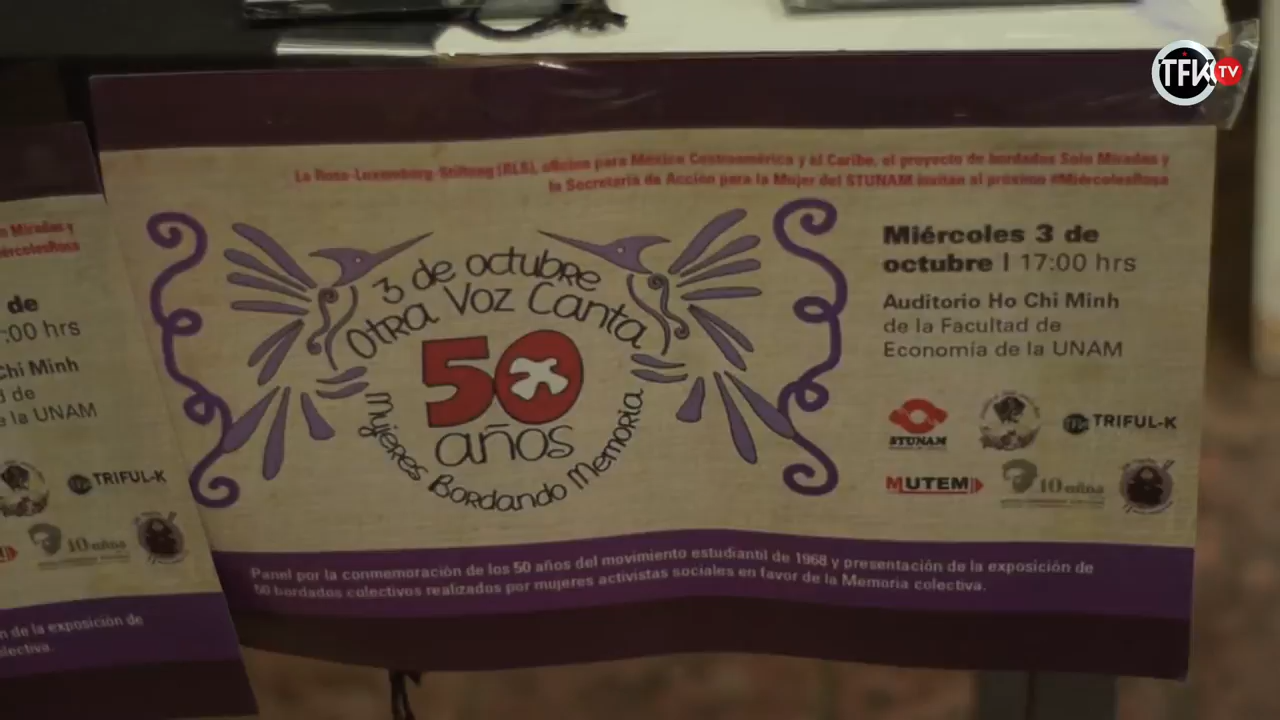 TFK TV
La Rosa-Luxemburg-Stiftung (RLS), oficina para México Centroamérica y el Caribe, el proyecto de bordados Solo Miradas y
la Secretaría de Acción para la Mujer del STUNAM invitan al próximo #MiércolesRosa
3 de octubre
Otra Voz Canta
50
años
Mujeres Bordando Memoria
Miércoles 3 de
octubre | 17:00 hrs
Auditorio Ho Chi Minh
de la Facultad de
Economía de la UNAM
STUNAM
TFK TRIFUL-K
MUTEM
10 años
Panel por la conmemoración de los 50 años del movimiento estudiantil de 1968 y presentación de la exposición de
50 bordados colectivos realizados por mujeres activistas sociales en favor de la Memoria colectiva.
Miradas y
de
:00 hrs
Chi Minh
de
la UNAM
TRIFUL-K
10 años
de la exposición de